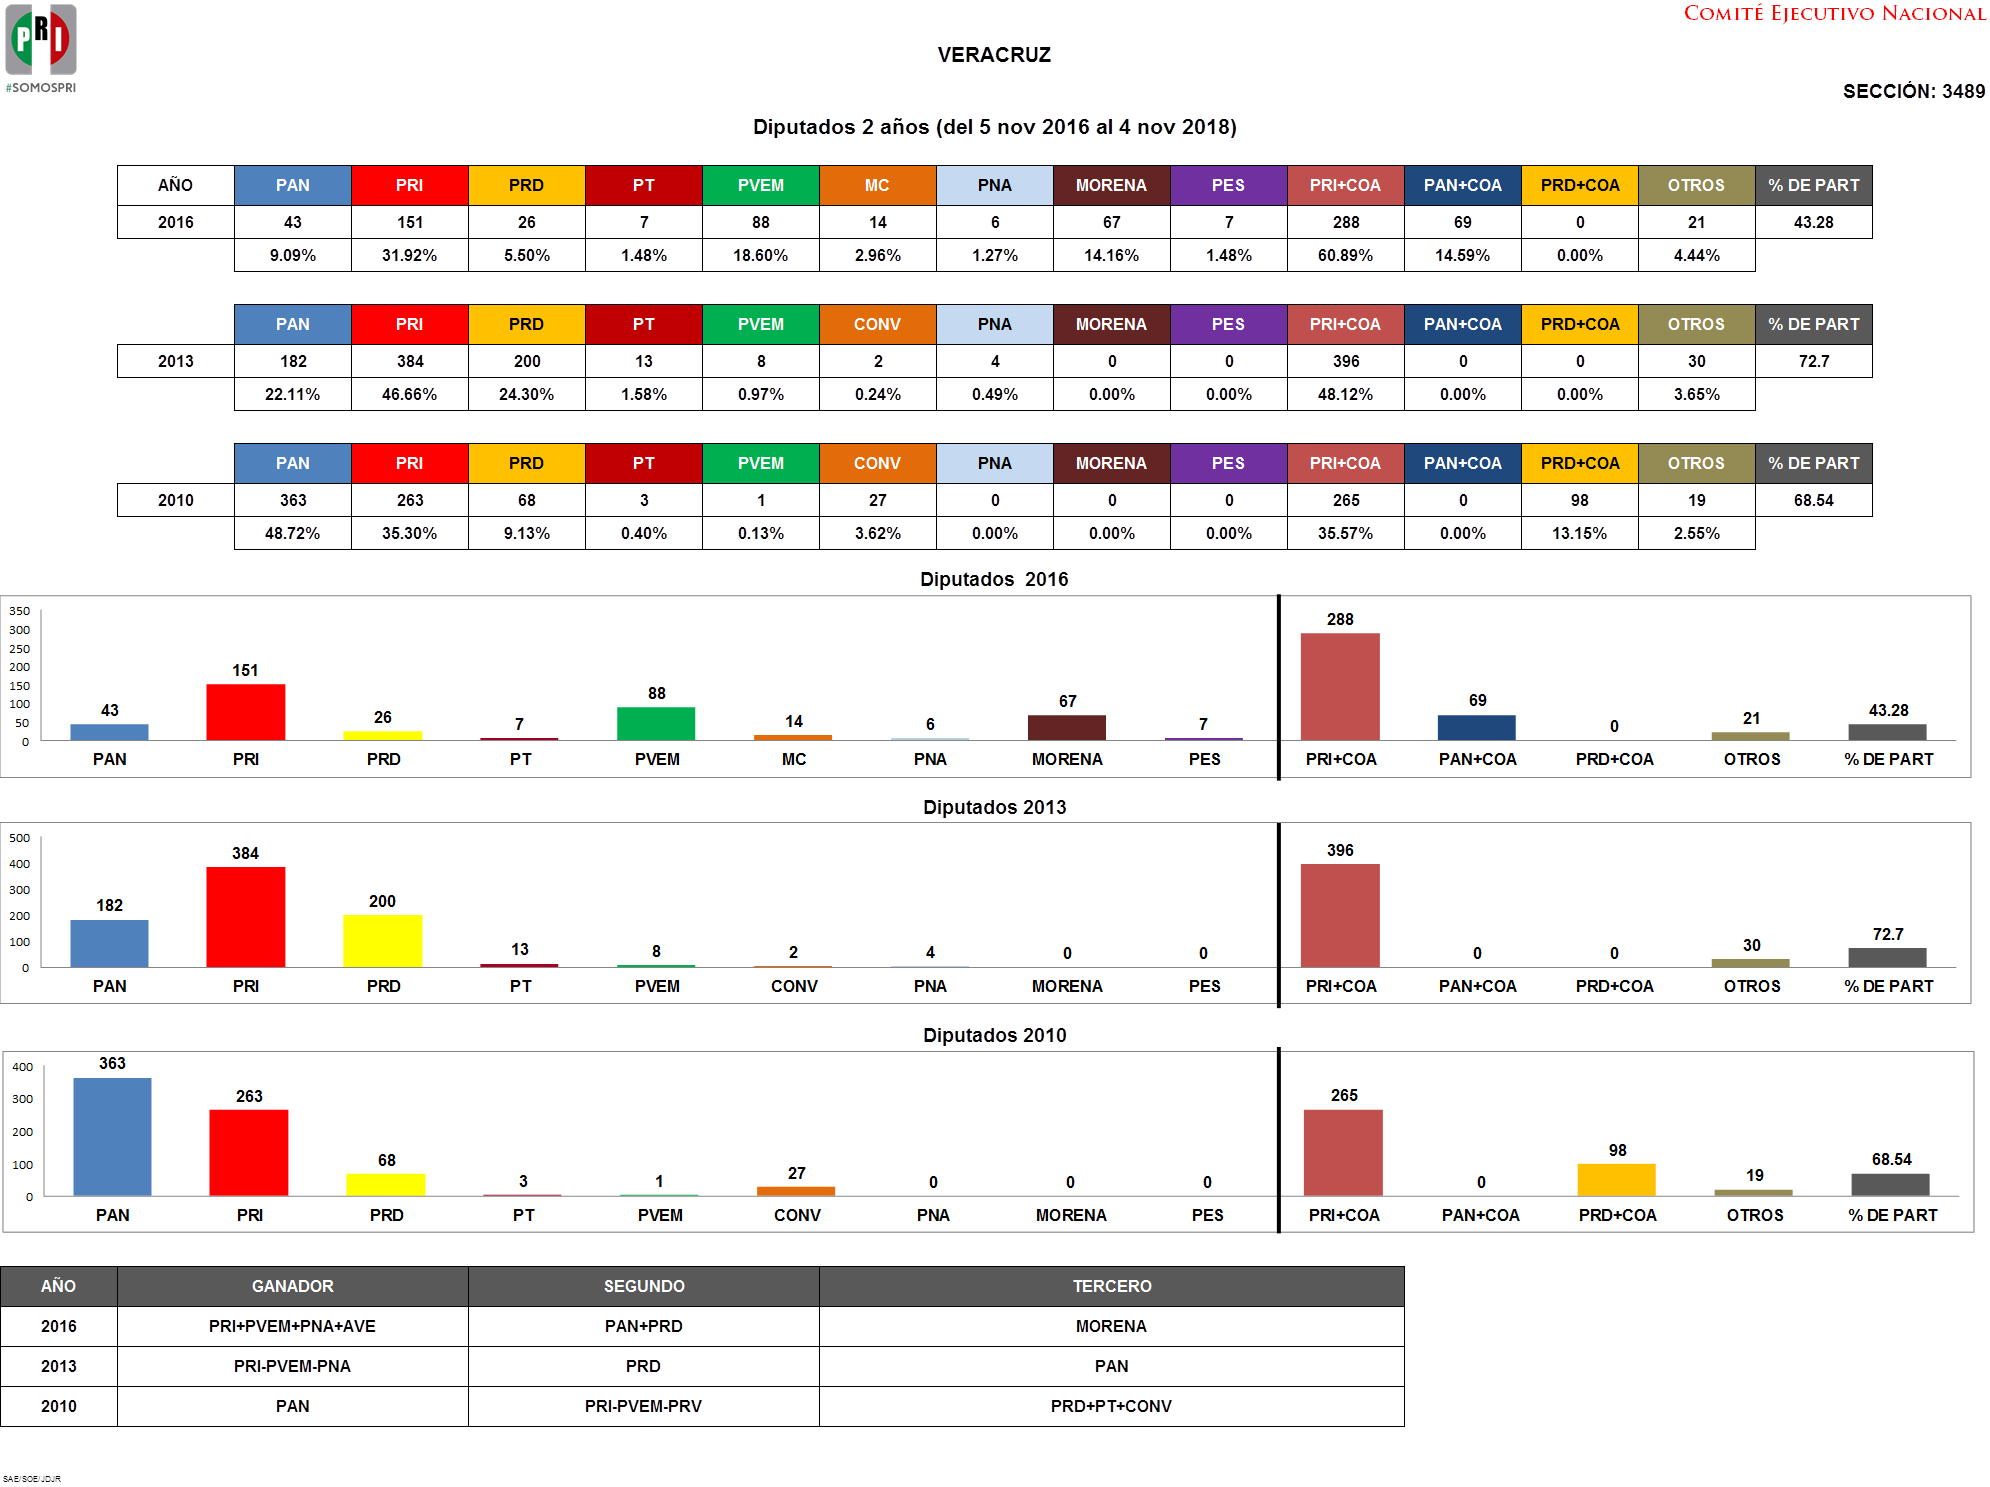 PRI
#SOMOSPRI
COMITÉ EJECUTIVO NACIONAL
VERACRUZ
SECCIÓN: 3489
Diputados 2 años (del 5 nov 2016 al 4 nov 2018)
AÑO PAN PRI PRD PT PVEM MC PNA MORENA PES PRI+COA PAN+COA PRD+COA OTROS % DE PART
2016 43 151 26 7 88 14 6 67 7 288 69 0 21 43.28
9.09% 31.92% 5.50% 1.48% 18.60% 2.96% 1.27% 14.16% 1.48% 60.89% 14.59% 0.00% 4.44%
PAN PRI PRD PT PVEM CONV PNA MORENA PES PRI+COA PAN+COA PRD+COA OTROS % DE PART
2013 182 384 200 13 8 2 4 0 0 396 0 0 30 72.7
22.11% 46.66% 24.30% 1.58% 0.97% 0.24% 0.49% 0.00% 0.00% 48.12% 0.00% 0.00% 3.65%
PAN PRI PRD PT PVEM CONV PNA MORENA PES PRI+COA PAN+COA PRD+COA OTROS % DE PART
2010 363 263 68 3 1 27 0 0 0 265 0 98 19 68.54
48.72% 35.30% 9.13% 0.40% 0.13% 3.62% 0.00% 0.00% 0.00% 35.57% 0.00% 13.15% 2.55%
Diputados 2016
350
300
250
200
150
100
50
0
43 151 26 7 88 14 6 67 7 288 69 0 21 43.28
PAN PRI PRD PT PVEM MC PNA MORENA PES PRI+COA PAN+COA PRD+COA OTROS % DE PART
Diputados 2013
500
400
300
200
100
0
182 384 200 13 8 2 4 0 0 396 0 0 30 72.7
PAN PRI PRD PT PVEM CONV PNA MORENA PES PRI+COA PAN+COA PRD+COA OTROS % DE PART
Diputados 2010
400
300
200
100
0
363 263 68 3 1 27 0 0 0 265 0 98 19 68.54
PAN PRI PRD PT PVEM CONV PNA MORENA PES PRI+COA PAN+COA PRD+COA OTROS % DE PART
AÑO GANADOR SEGUNDO TERCERO
2016 PRI+PVEM+PNA+AVE PAN+PRD MORENA
2013 PRI-PVEM-PNA PRD PAN
2010 PAN PRI-PVEM-PRV PRD+PT+CONV
SAE/SOE/JDJR